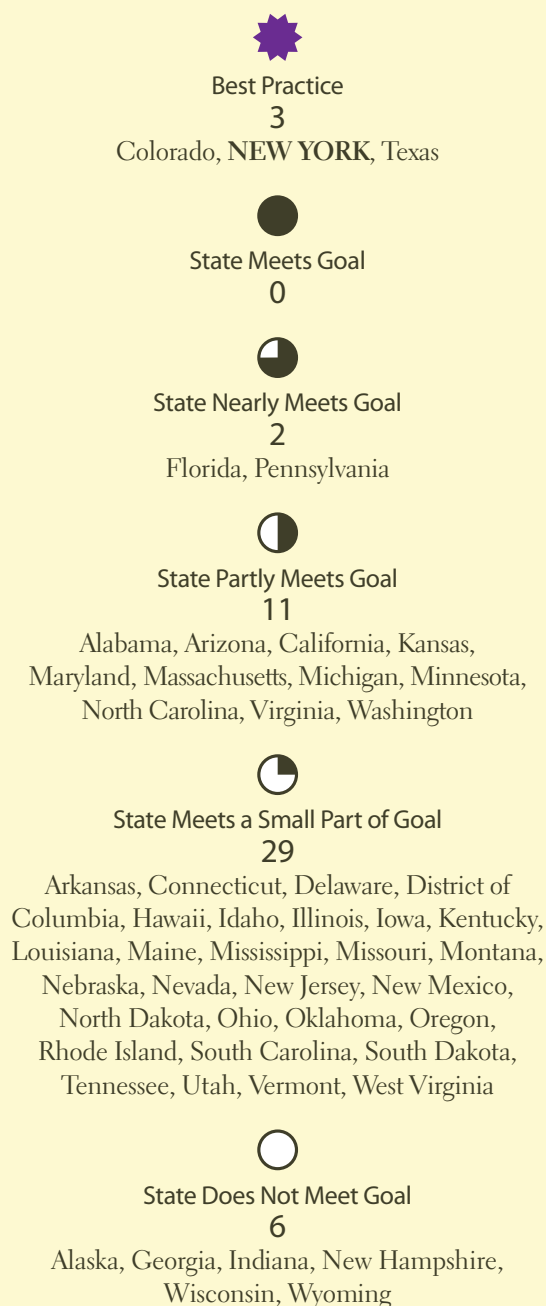 Best Practice
3
Colorado, NEW YORK, Texas
State Meets Goal
0
State Nearly Meets Goal
2
Florida, Pennsylvania
State Partly Meets Goal
11
Alabama, Arizona, California, Kansas,
Maryland, Massachusetts, Michigan, Minnesota,
North Carolina, Virginia, Washington
State Meets a Small Part of Goal
29
Arkansas, Connecticut, Delaware, District of
Columbia, Hawaii, Idaho, Illinois, Iowa, Kentucky,
Louisiana, Maine, Mississippi, Missouri, Montana,
Nebraska, Nevada, New Jersey, New Mexico,
North Dakota, Ohio, Oklahoma, Oregon,
Rhode Island, South Carolina, South Dakota,
Tennessee, Utah, Vermont, West Virginia
State Does Not Meet Goal
6
Alaska, Georgia, Indiana, New Hampshire,
Wisconsin, Wyoming